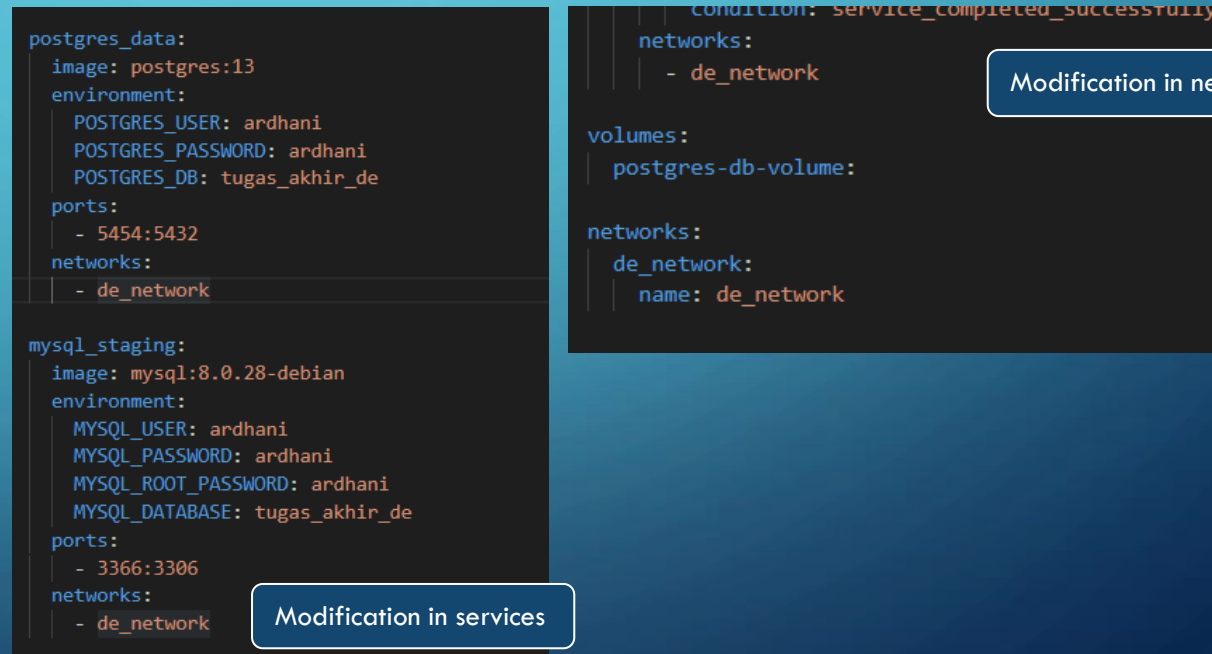 postgres_data:
image: postgres:13
environment:
POSTGRES_USER: ardhani
POSTGRES_PASSWORD: ardhani
POSTGRES_DB: tugas_akhir_de
ports:
- 5454:5432
networks:
- de_network
mysql_staging:
image: mysql:8.0.28-debian
environment:
MYSQL_USER: ardhani
MYSQL_PASSWORD: ardhani
MYSQL_ROOT_PASSWORD: ardhani
MYSQL_DATABASE: tugas_akhir_de
ports:
- 3366:3306
networks:
- de_network
Modification in services
condition: service_completed_successfully
networks:
- de_network
Modification in ne
volumes:
postgres-db-volume:
networks:
de_network:
name: de_network